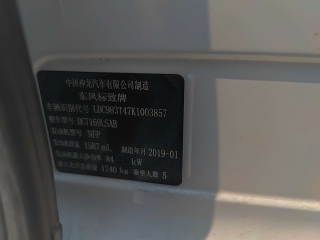 中国神龙汽车有限公司制造
东风标致牌
车辆识别代号 LDC983T47K1003857
整车型号 DC7169LSAB
发动机型号 NFP
发动机排量 1587 mL 制造年月 2019-01
发动机最大净功率 84 kW
最大允许总质量 1740 kg 乘坐人数 5